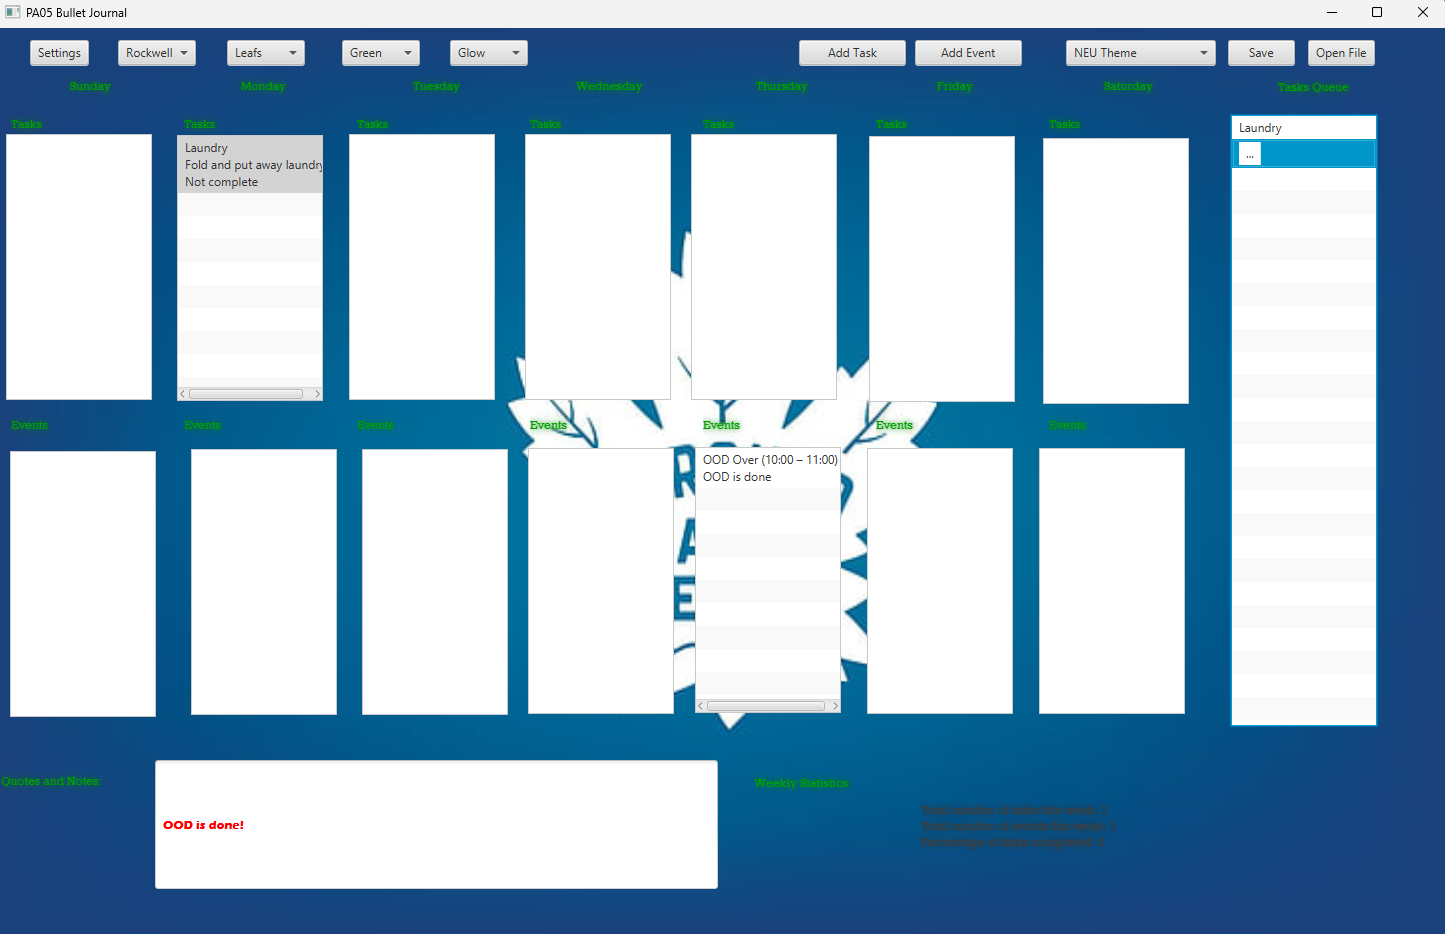 PA05 Bullet Journal
Settings Rockwell Leafs Green Glow Add Task Add Event NEU Theme Save Open File
Sunday Monday Tuesday Wednesday Thursday Friday Saturday Tasks Queue
Tasks Tasks Tasks Tasks Tasks Tasks Tasks
Laundry
Fold and put away laundry
Not complete
Laundry
...
Events Events Events Events Events Events Events
OOD Over (10:00 – 11:00)
OOD is done
Quotes and Notes:
OOD is done!
Weekly Statistics